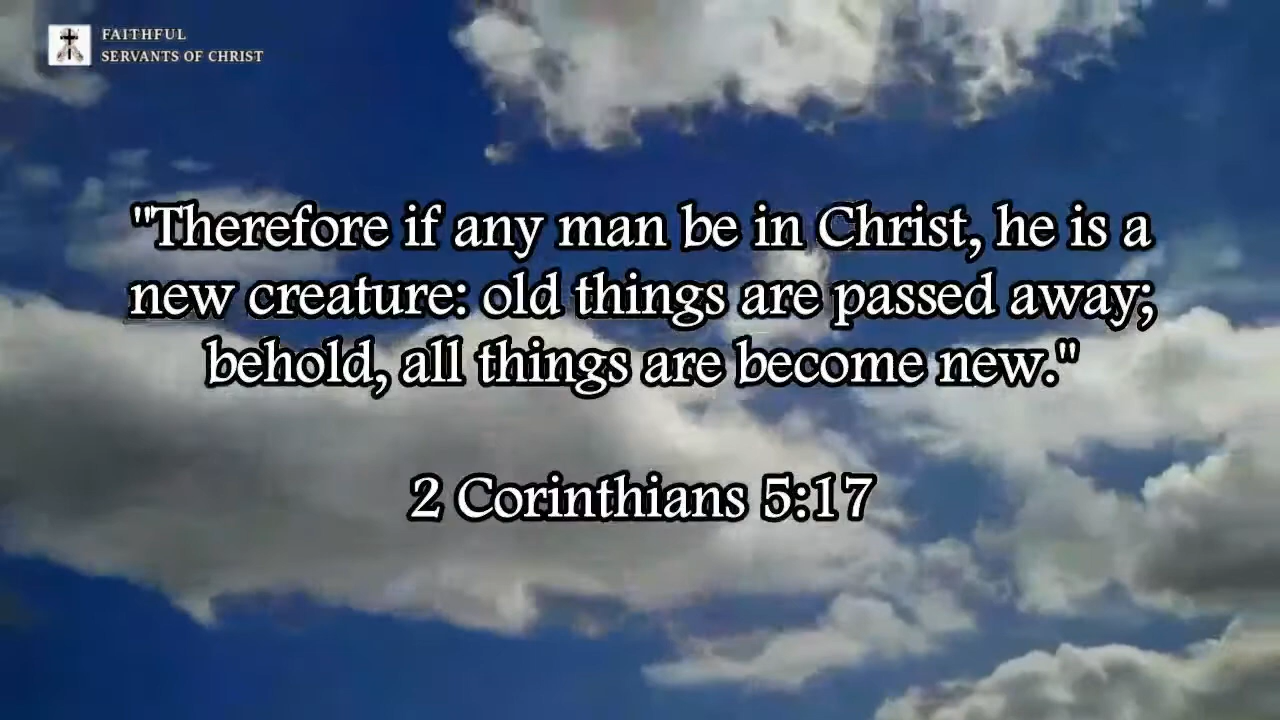 FAITHFUL
SERVANTS OF CHRIST
"Therefore if any man be in Christ, he is a
new creature: old things are passed away;
behold, all things are become new."
2 Corinthians 5:17